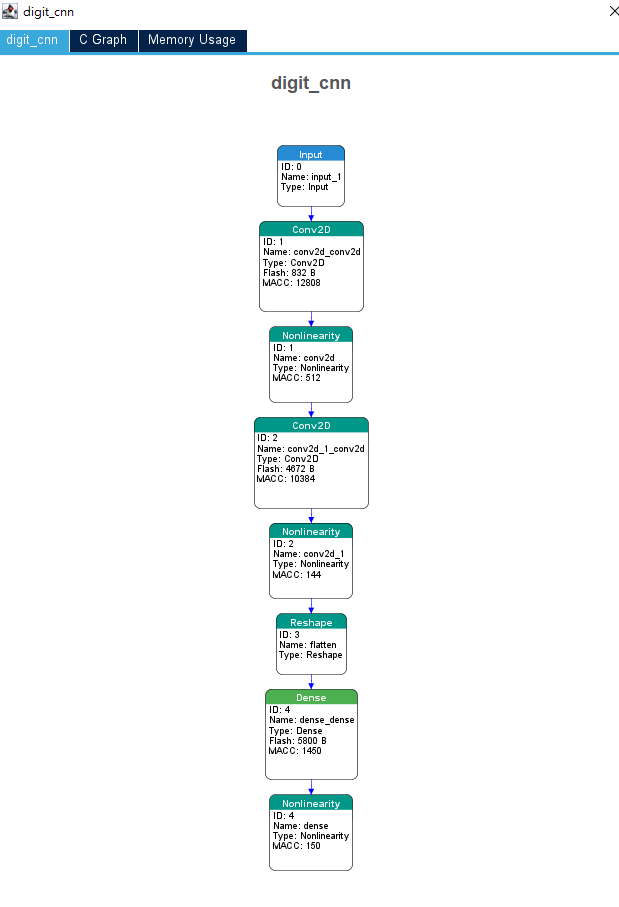 digit_cnn
digit_cnn C Graph Memory Usage
digit_cnn
Input
ID: 0
Name: input_1
Type: Input
Conv2D
ID: 1
Name: conv2d_conv2d
Type: Conv2D
Flash: 832 B
MACC: 12808
Nonlinearity
ID: 1
Name: conv2d
Type: Nonlinearity
MACC: 512
Conv2D
ID: 2
Name: conv2d_1_conv2d
Type: Conv2D
Flash: 4672 B
MACC: 10384
Nonlinearity
ID: 2
Name: conv2d_1
Type: Nonlinearity
MACC: 144
Reshape
ID: 3
Name: flatten
Type: Reshape
Dense
ID: 4
Name: dense_dense
Type: Dense
Flash: 5800 B
MACC: 1450
Nonlinearity
ID: 4
Name: dense
Type: Nonlinearity
MACC: 150